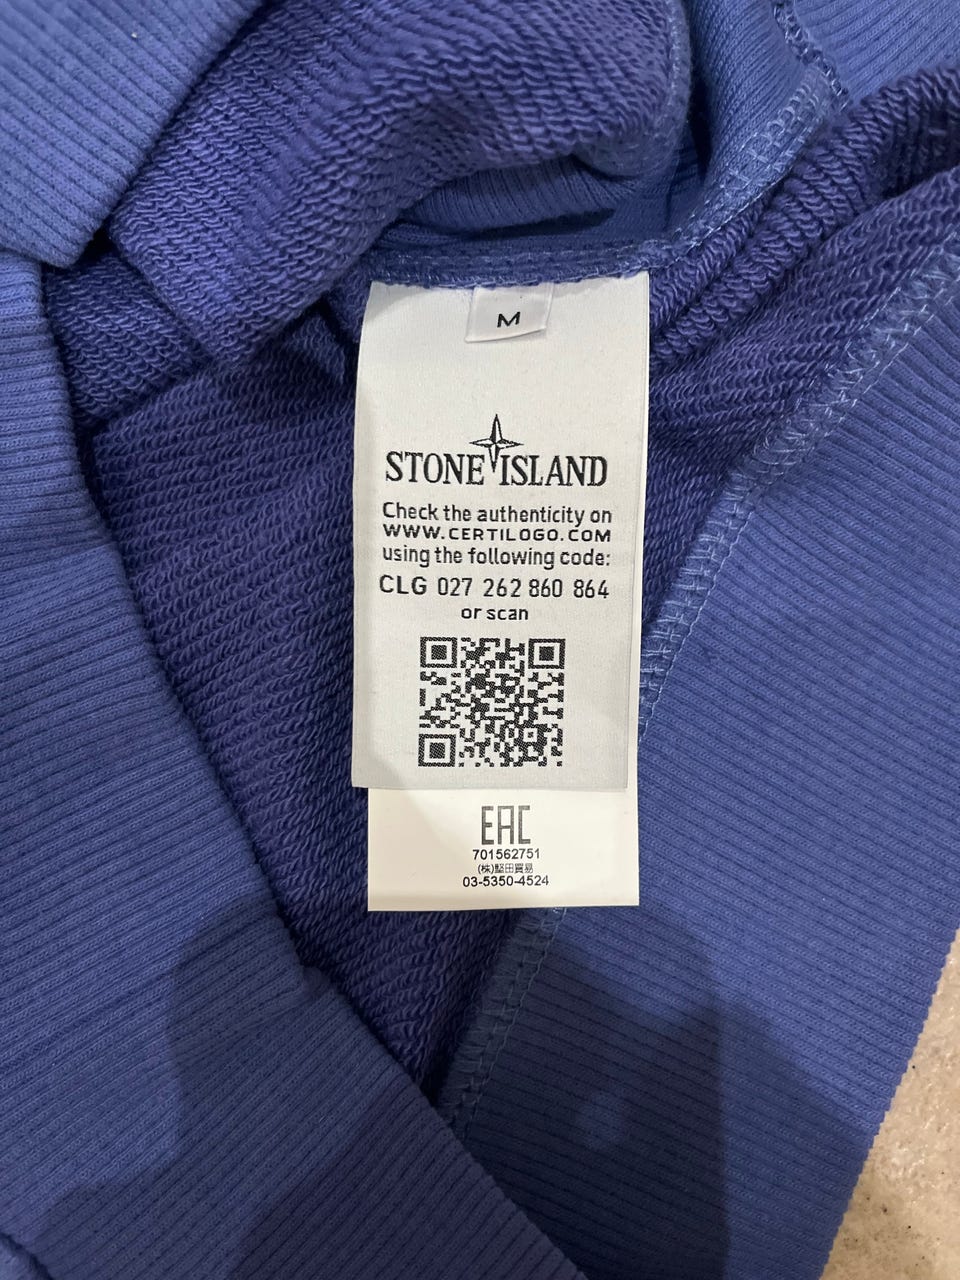 M
STONE ISLAND
Check the authenticity on
WWW.CERTILOGO.COM
using the following code:
CLG 027 262 860 864
or scan
EAC
701562751
(株)堅田貿易
03-5350-4524